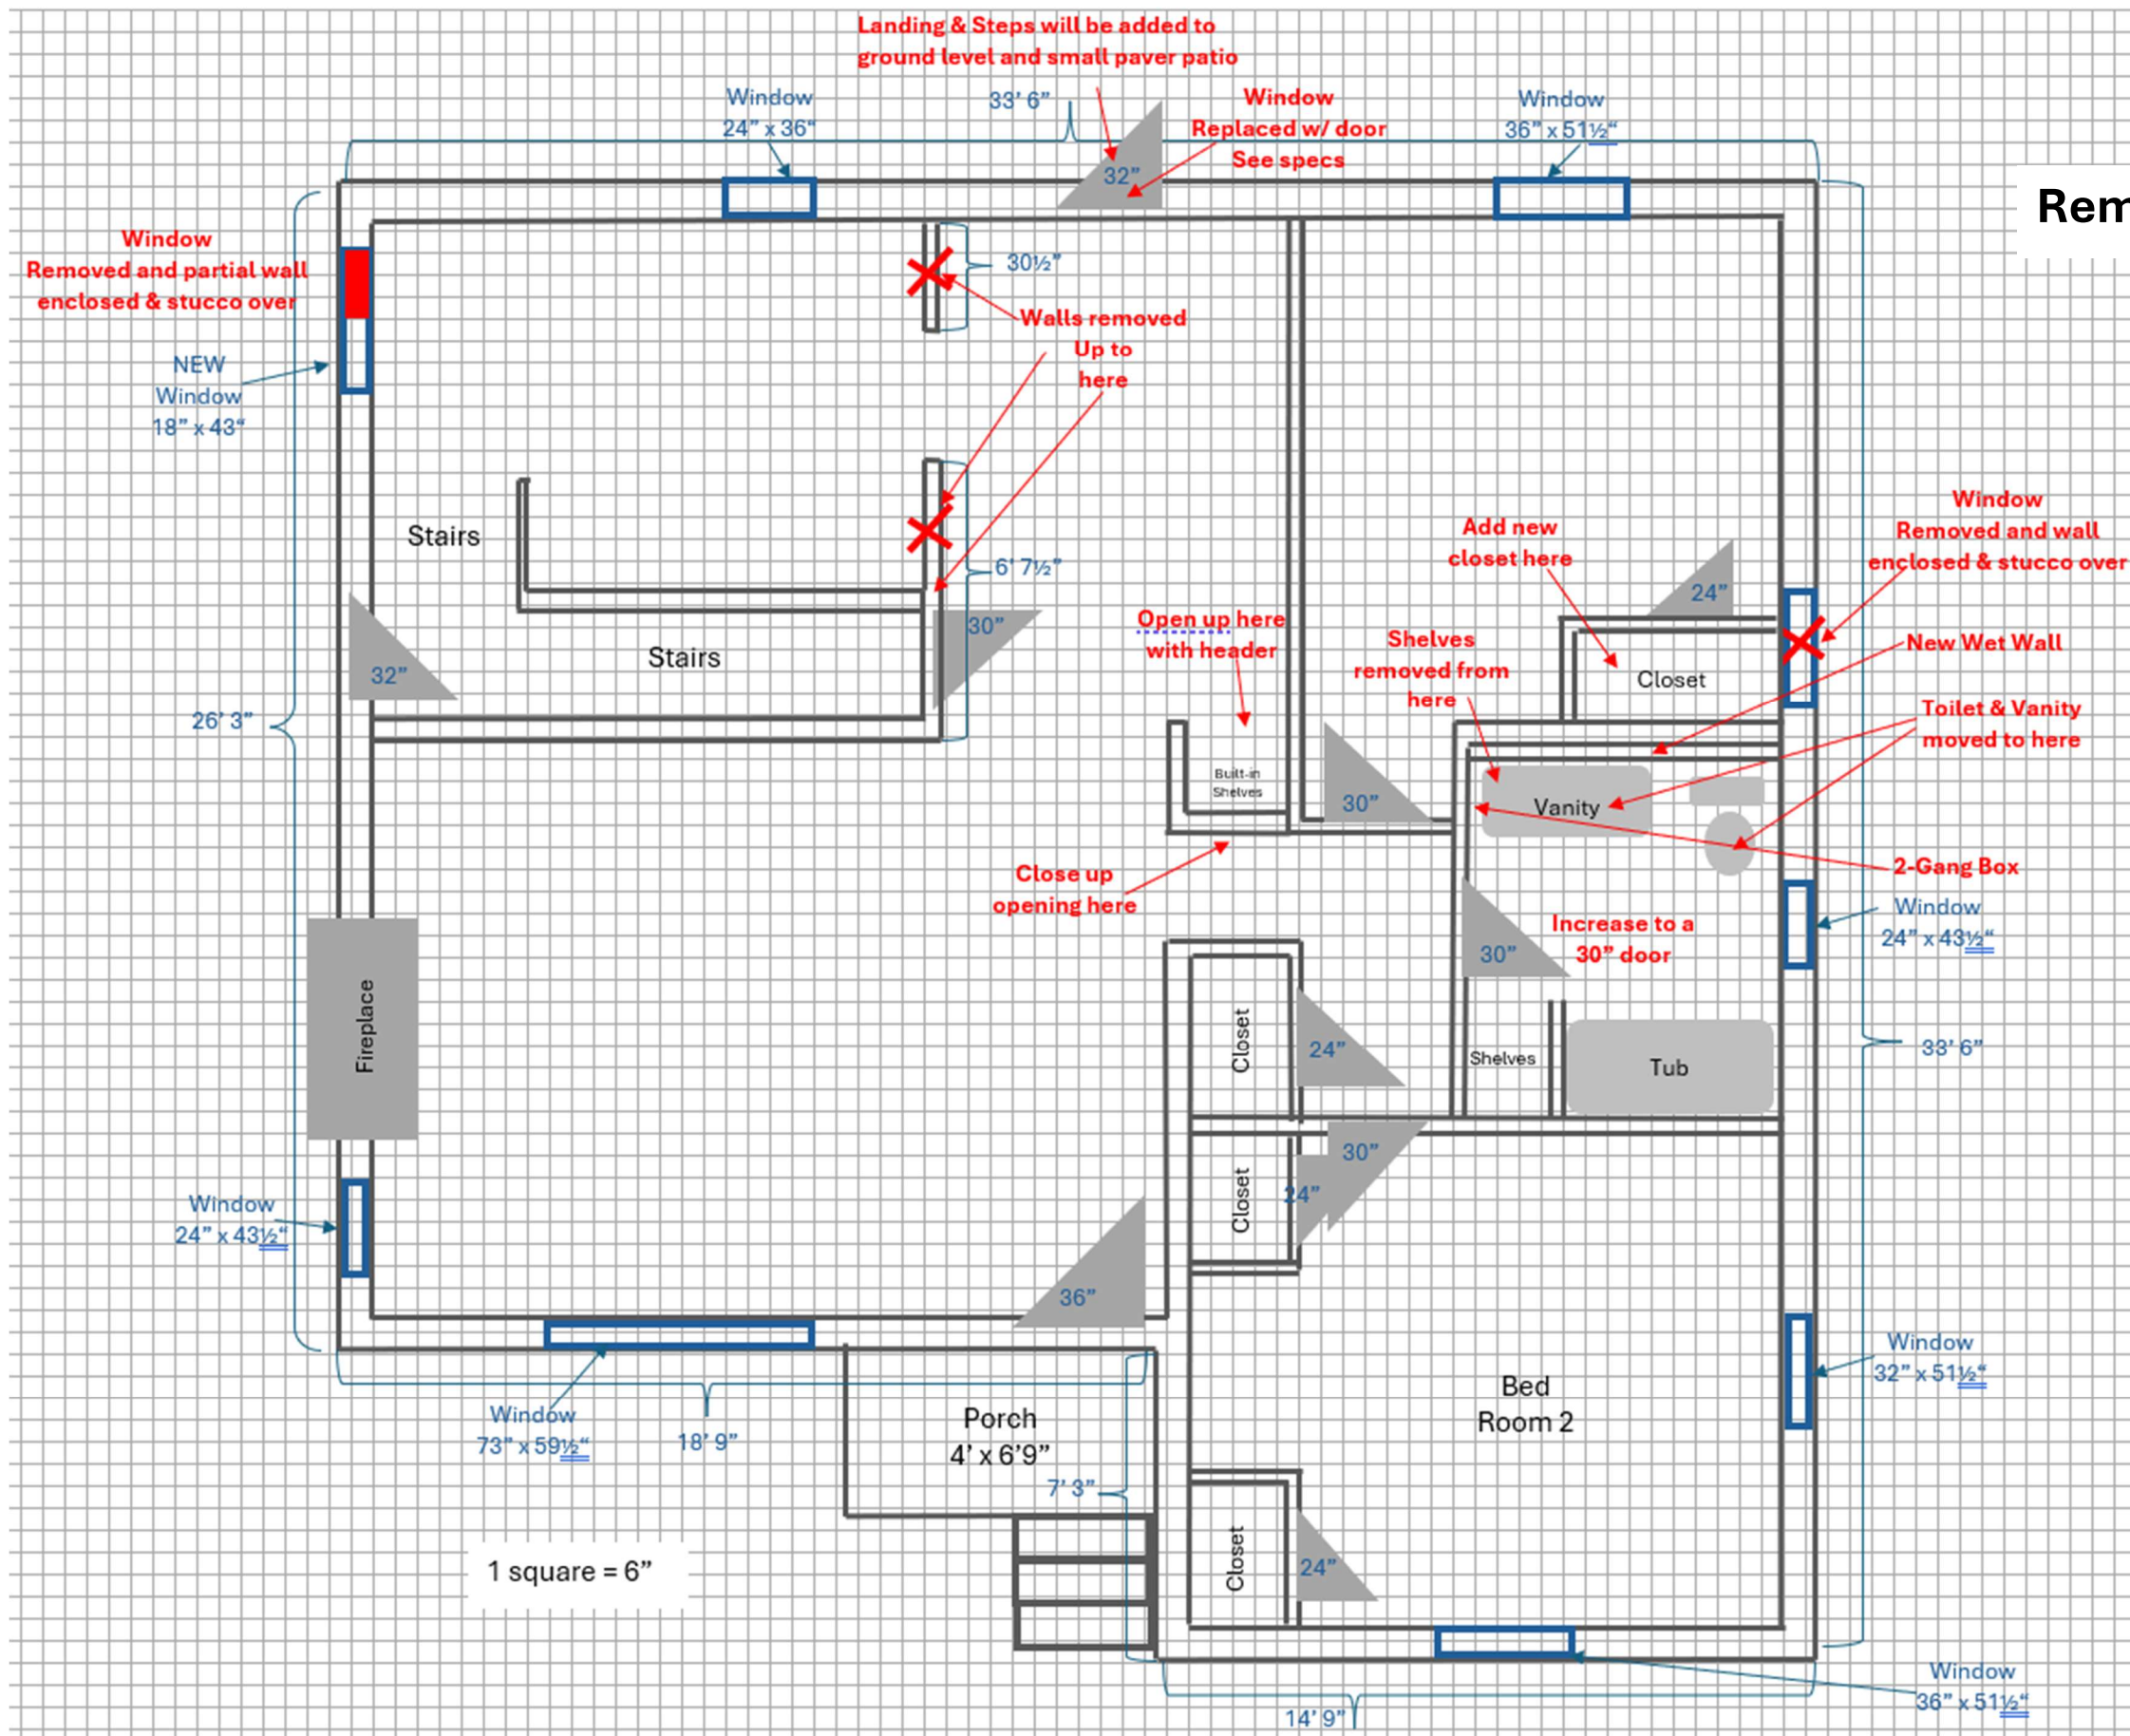 Landing & Steps will be added to
ground level and small paver patio
Window
24” x 36“
33’ 6”
Window
Replaced w/ door
See specs
Window
36” x 51½“
32”
Rem
Window
Removed and partial wall
enclosed & stucco over
30½”
Walls removed
Up to
here
NEW
Window
18” x 43“
Stairs
Window
Removed and wall
enclosed & stucco over
Add new
closet here
6’ 7½”
24”
30”
Open up here
with header
Shelves
removed from
here
New Wet Wall
Stairs
32”
Closet
Toilet & Vanity
moved to here
26’ 3”
Built-in
Shelves
30”
Vanity
2-Gang Box
Close up
opening here
Increase to a
30” door
30”
Window
24” x 43½“
Fireplace
Closet
24”
Shelves
Tub
33’ 6”
30”
Closet
24”
Window
24” x 43½“
36”
Window
32” x 51½“
Bed
Room 2
Window
73” x 59½“
18’ 9”
Porch
4’ x 6’9”
7’ 3”
1 square = 6”
Closet
24”
Window
36” x 51½“
14’ 9”